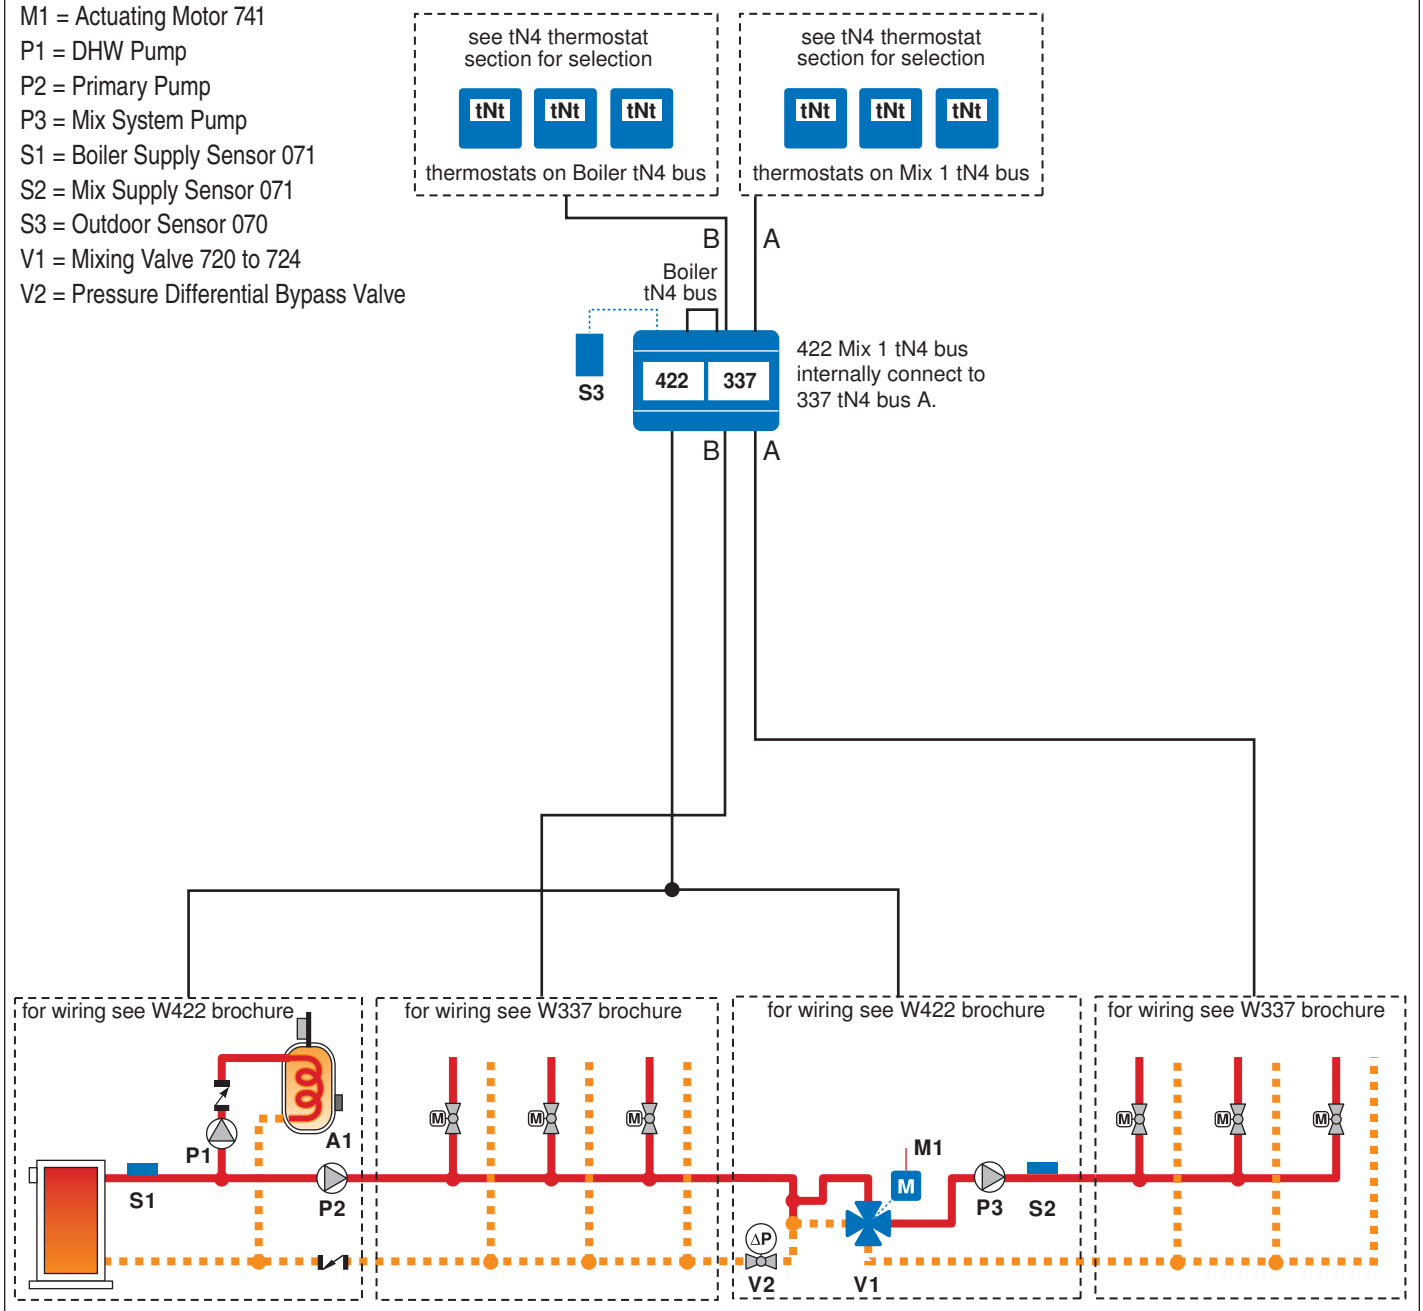 M1 = Actuating Motor 741
P1 = DHW Pump
P2 = Primary Pump
P3 = Mix System Pump
S1 = Boiler Supply Sensor 071
S2 = Mix Supply Sensor 071
S3 = Outdoor Sensor 070
V1 = Mixing Valve 720 to 724
V2 = Pressure Differential Bypass Valve
see tN4 thermostat
section for selection
tNt tNt tNt
thermostats on Boiler tN4 bus
see tN4 thermostat
section for selection
tNt tNt tNt
thermostats on Mix 1 tN4 bus
B A
Boiler
tN4 bus
S3
422 337
422 Mix 1 tN4 bus
internally connect to
337 tN4 bus A.
B A
for wiring see W422 brochure
A1
P1
S1
P2
for wiring see W337 brochure
M M M
for wiring see W422 brochure
M1
M
P3 S2
ΔP
V2 V1
for wiring see W337 brochure
M M M